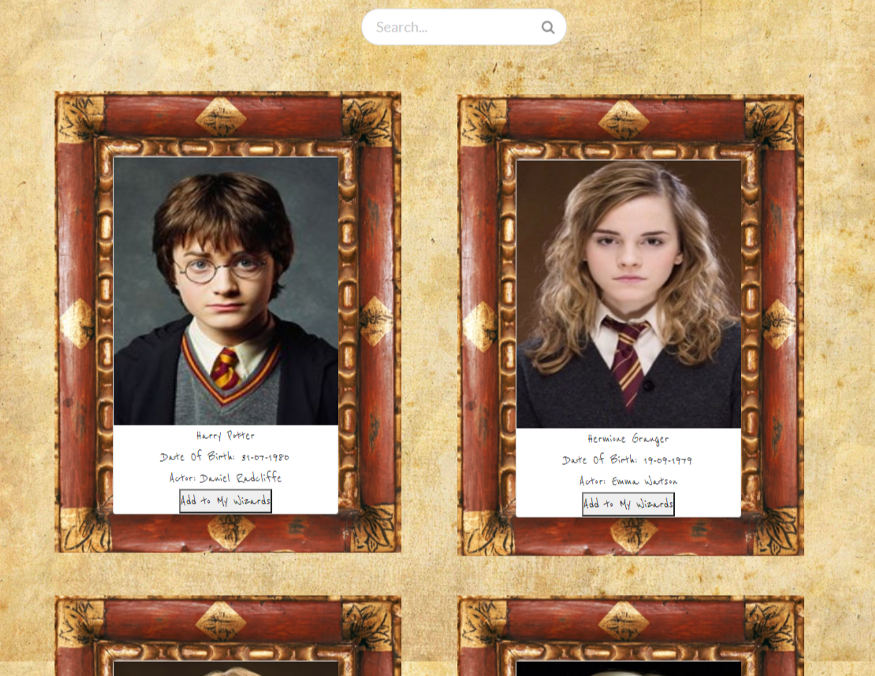 Search...
Harry Potter
Date Of Birth: 31-07-1980
Actor: Daniel Radcliffe
Add to My Wizards
Hermione Granger
Date Of Birth: 19-09-1979
Actor: Emma Watson
Add to My Wizards